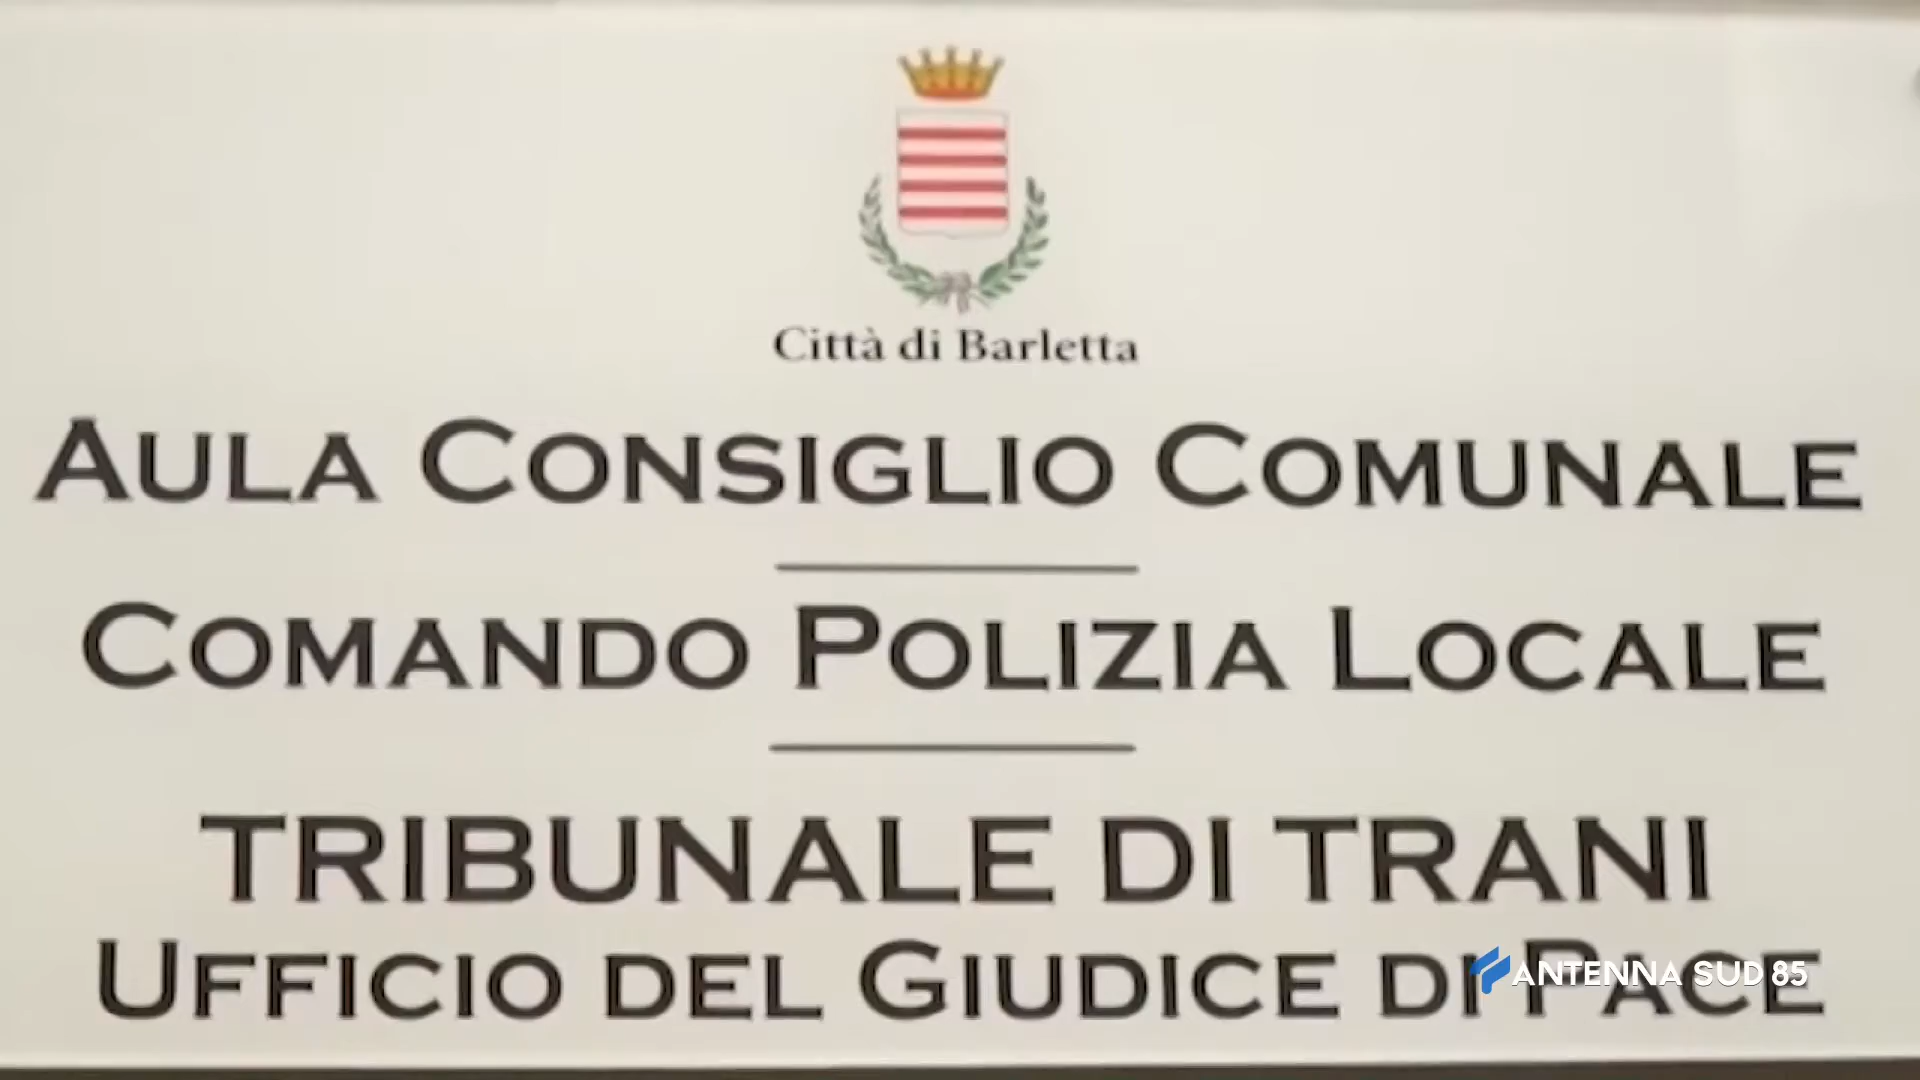 Città di Barletta
AULA CONSIGLIO COMUNALE
COMANDO POLIZIA LOCALE
TRIBUNALE DI TRANI
UFFICIO DEL GIUDICE DI PACE
ANTENNA SUD 85